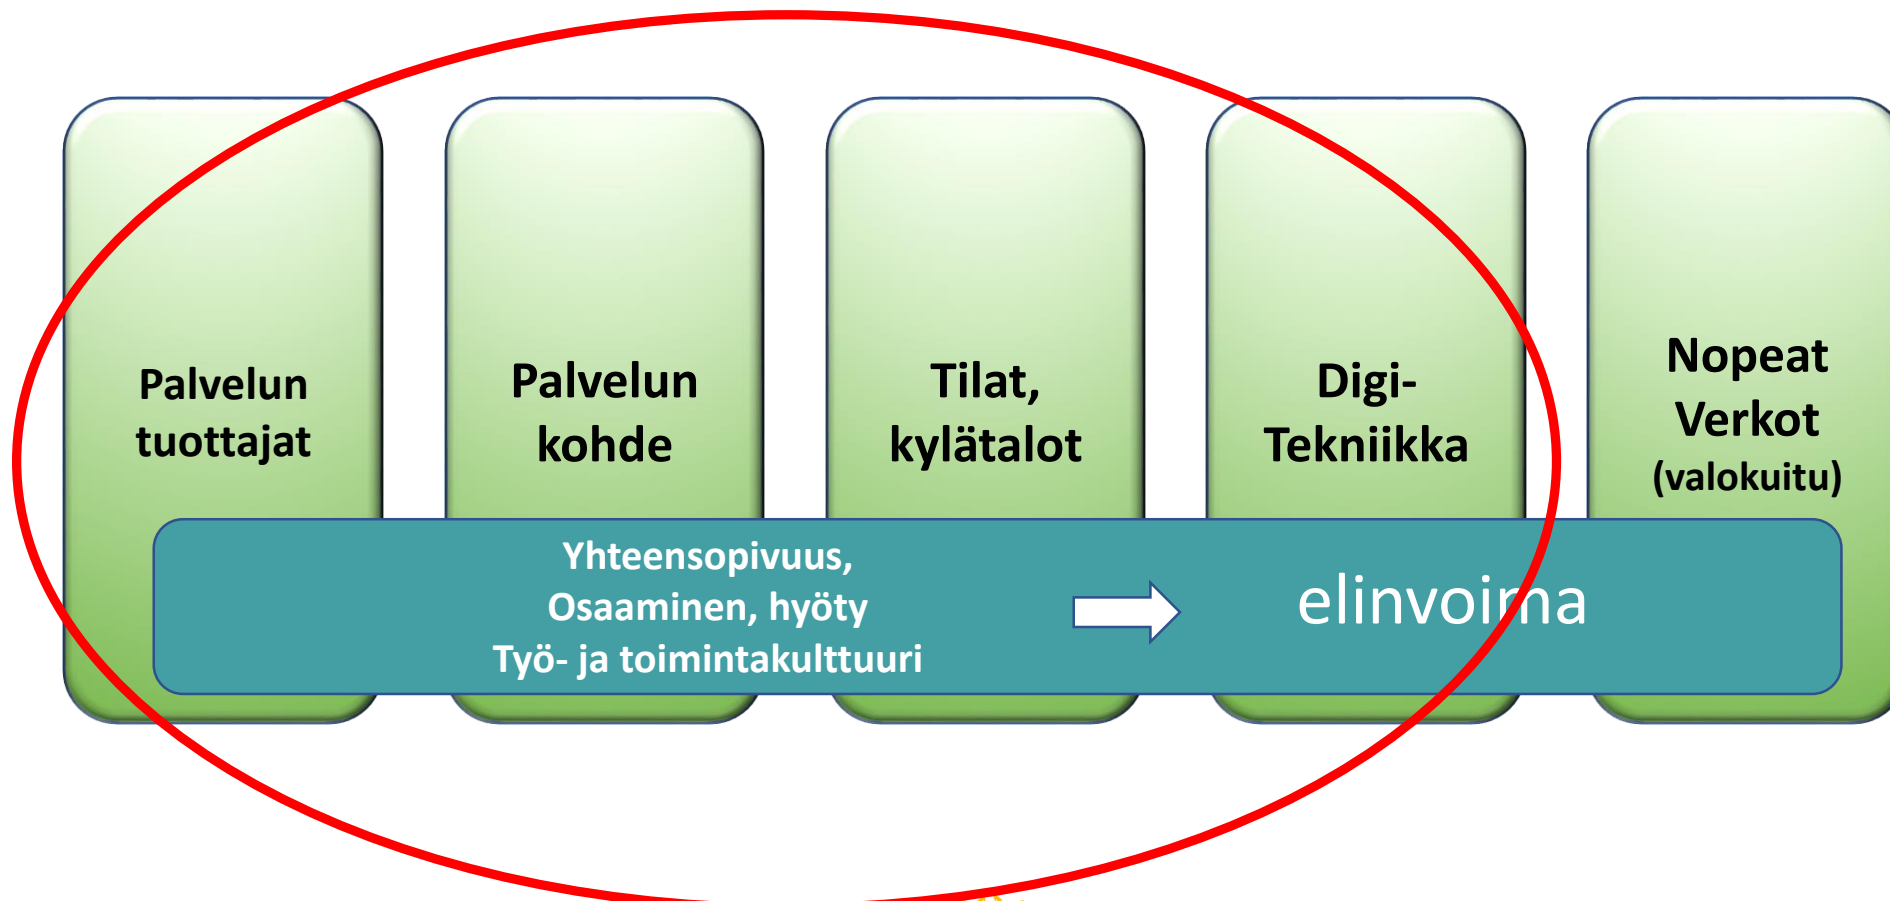 Palvelun
tuottajat
Palvelun
kohde
Tilat,
kylätalot
Digi-
Tekniikka
Nopeat
Verkot
(valokuitu)
Yhteensopivuus,
Osaaminen, hyöty
Työ- ja toimintakulttuuri
elinvoima